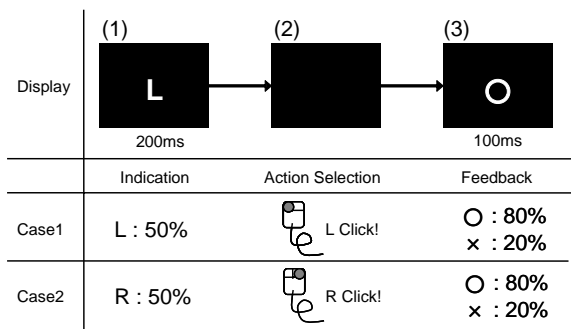 (1) (2) (3)
Display L ○
200ms 100ms
Indication Action Selection Feedback
Case1 L : 50% L Click! ○ : 80%
× : 20%
Case2 R : 50% R Click! ○ : 80%
× : 20%